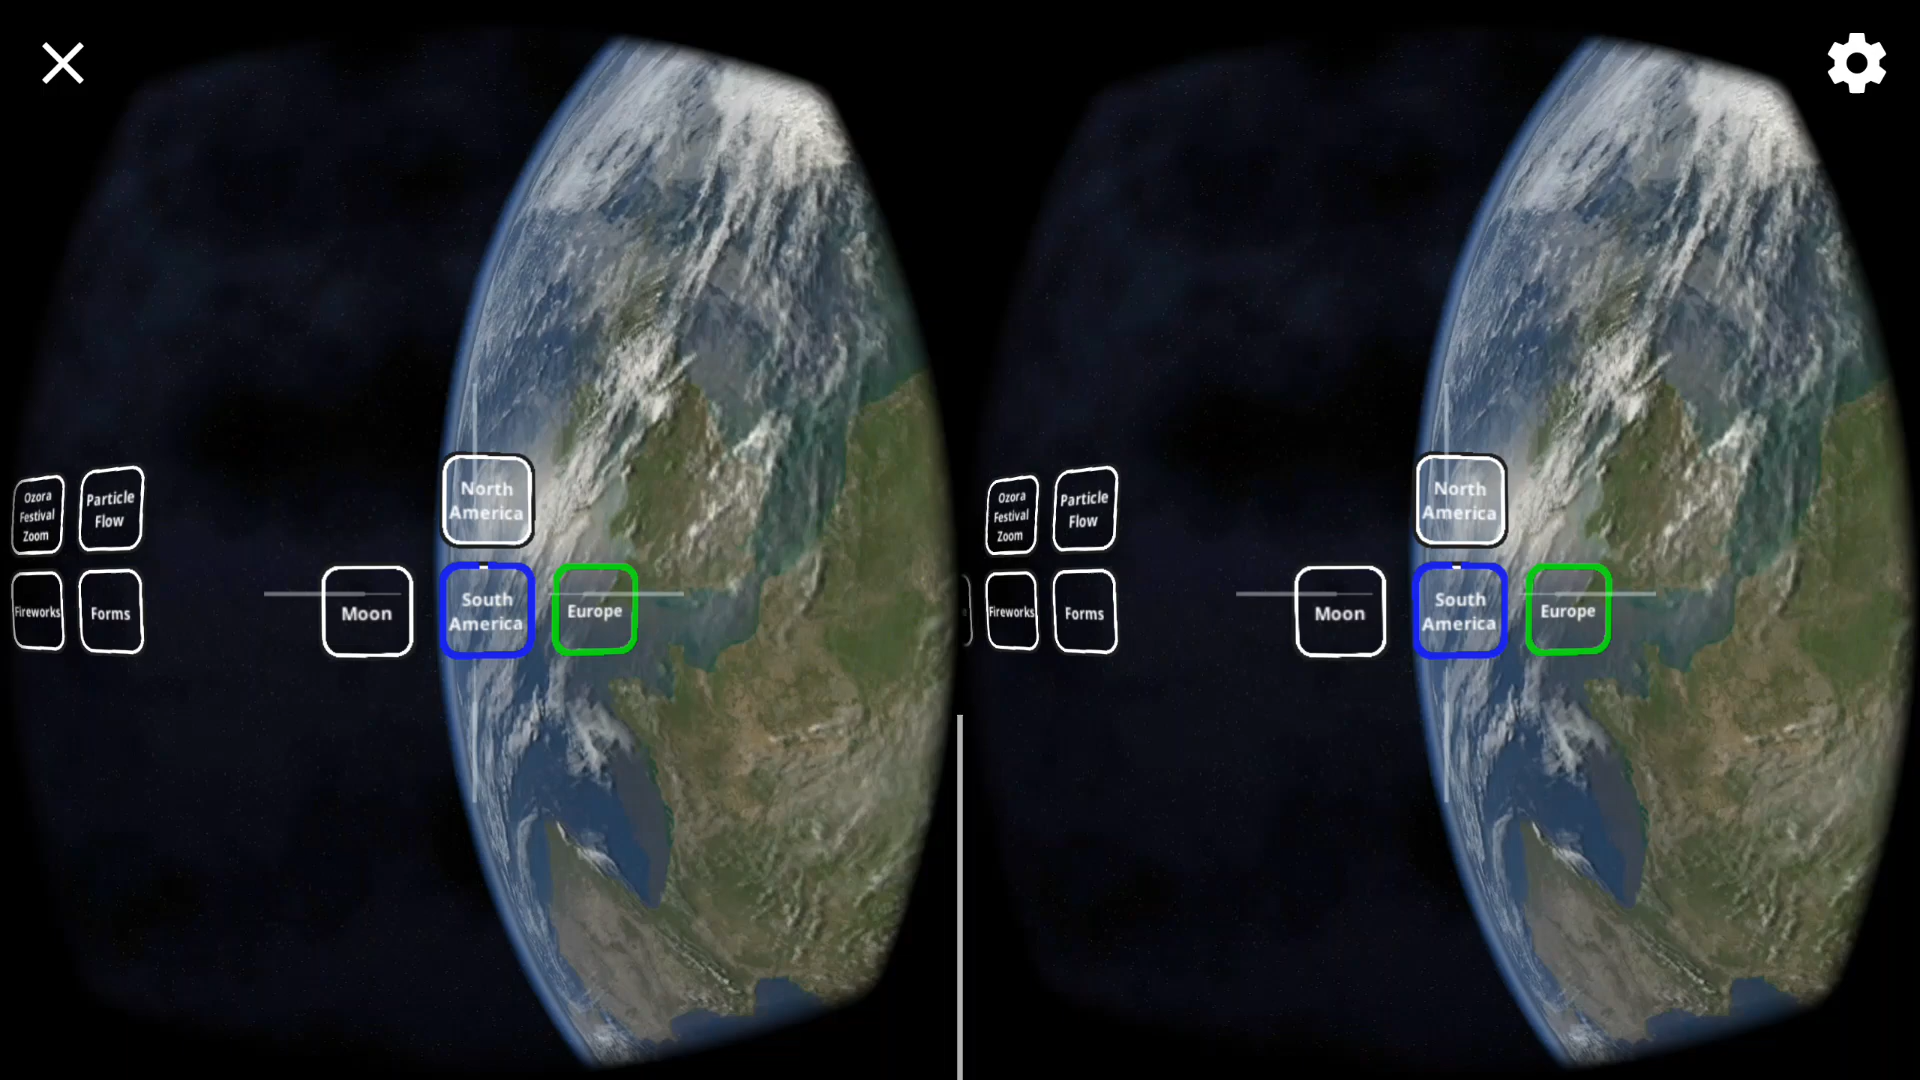 Ozora
Festival
Zoom
Particle
Flow
Fireworks
Forms
North
America
Moon
South
America
Europe
Ozora
Festival
Zoom
Particle
Flow
Fireworks
Forms
North
America
Moon
South
America
Europe